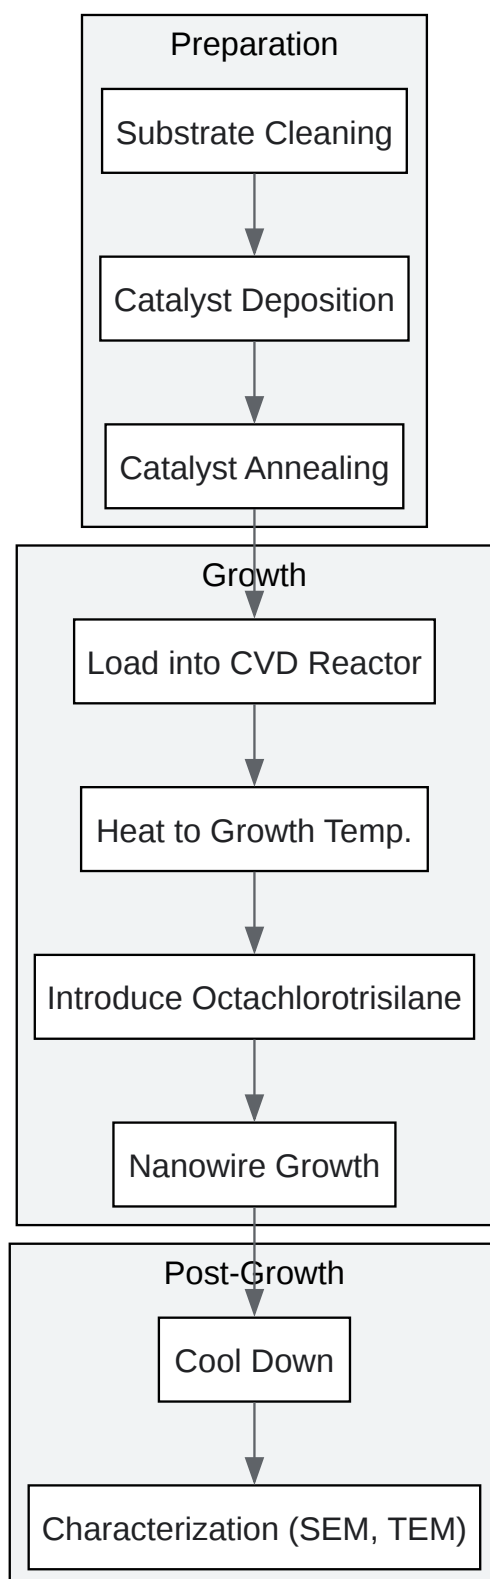 Preparation
Substrate Cleaning
Catalyst Deposition
Catalyst Annealing
Growth
Load into CVD Reactor
Heat to Growth Temp.
Introduce Octachlorotrisilane
Nanowire Growth
Post-Growth
Cool Down
Characterization (SEM, TEM)